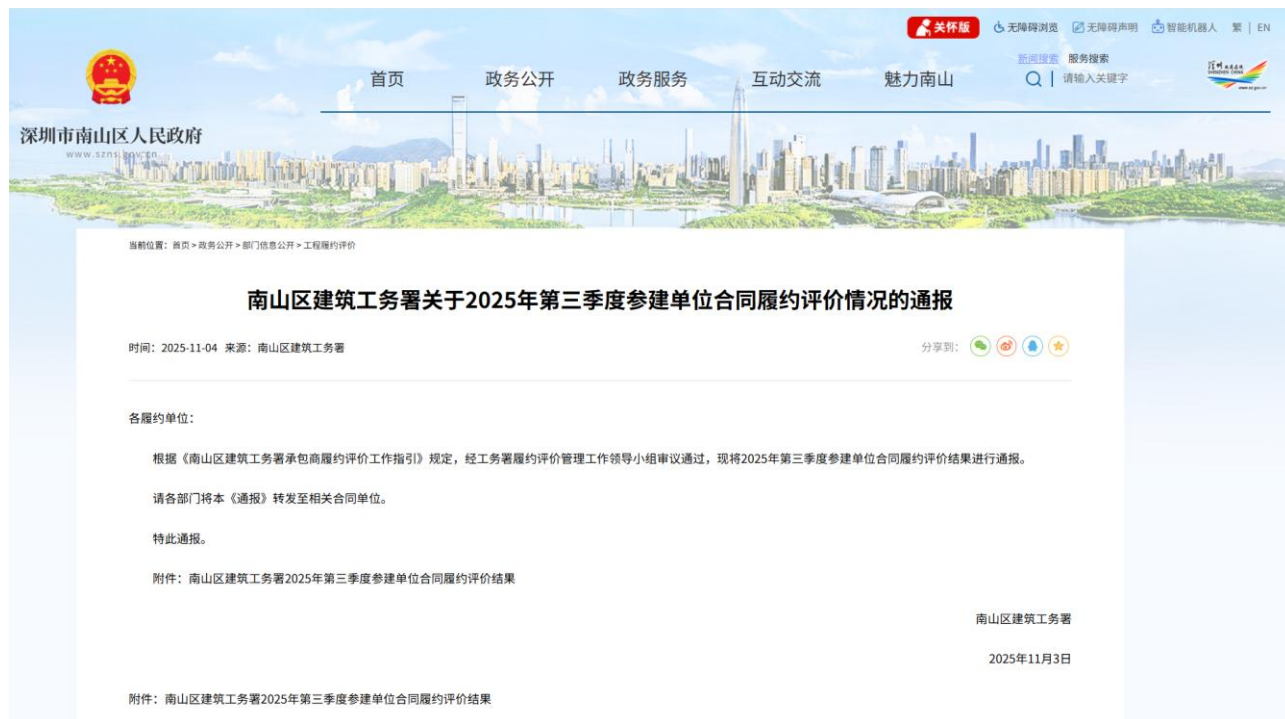 关怀版 无障碍浏览 无障碍声明 智能机器人 繁 | EN
新闻搜索 服务搜索
首页 政务公开 政务服务 互动交流 魅力南山 请输入关键字
深圳市南山区人民政府
www.szns.gov.cn
当前位置：首页 > 政务公开 > 部门信息公开 > 工程履约评价
南山区建筑工务署关于2025年第三季度参建单位合同履约评价情况的通报
时间：2025-11-04 来源：南山区建筑工务署 分享到：
各履约单位：
根据《南山区建筑工务署承包商履约评价工作指引》规定，经工务署履约评价管理工作领导小组审议通过，现将2025年第三季度参建单位合同履约评价结果进行通报。
请各部门将本《通报》转发至相关合同单位。
特此通报。
附件：南山区建筑工务署2025年第三季度参建单位合同履约评价结果
南山区建筑工务署
2025年11月3日
附件：南山区建筑工务署2025年第三季度参建单位合同履约评价结果